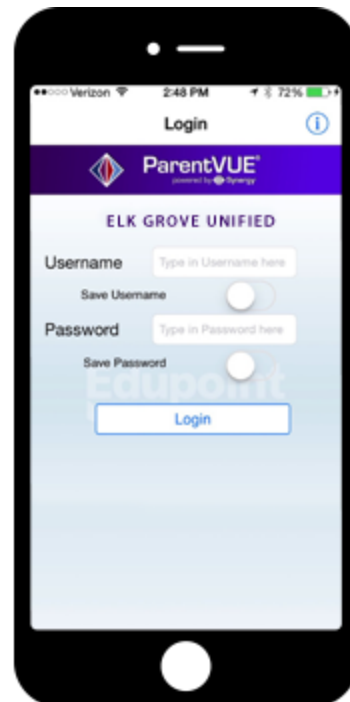 Verizon 2:48 PM 72%
Login
ParentVUE
powered by Synergy
ELK GROVE UNIFIED
Username Type in Username here
Save Username
Password Type in Password here
Save Password
Edupoint
Login